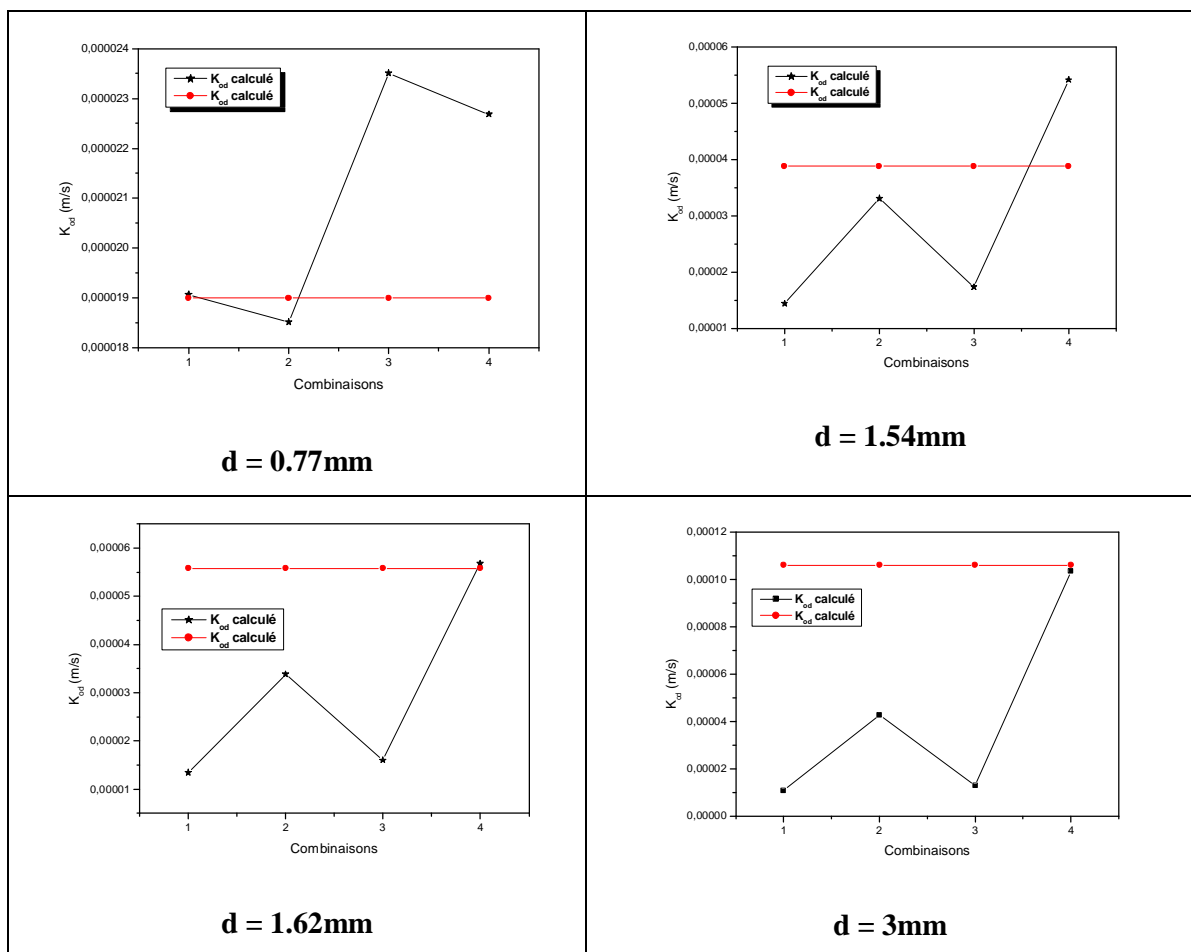 0,000024
0,000023
0,000022
0,000021
0,000020
0,000019
0,000018
K_od (m/s)
K_od calculé
K_od calculé
1 2 3 4
Combinaisons
d = 0.77mm
0,00006
0,00005
0,00004
0,00003
0,00002
0,00001
K_od (m/s)
K_od calculé
K_od calculé
1 2 3 4
Combinaisons
d = 1.54mm
0,00006
0,00005
0,00004
0,00003
0,00002
0,00001
K_od (m/s)
K_od calculé
K_od calculé
1 2 3 4
Combinaisons
d = 1.62mm
0,00012
0,00010
0,00008
0,00006
0,00004
0,00002
0,00000
K_od (m/s)
K_od calculé
K_od calculé
1 2 3 4
Combinaisons
d = 3mm